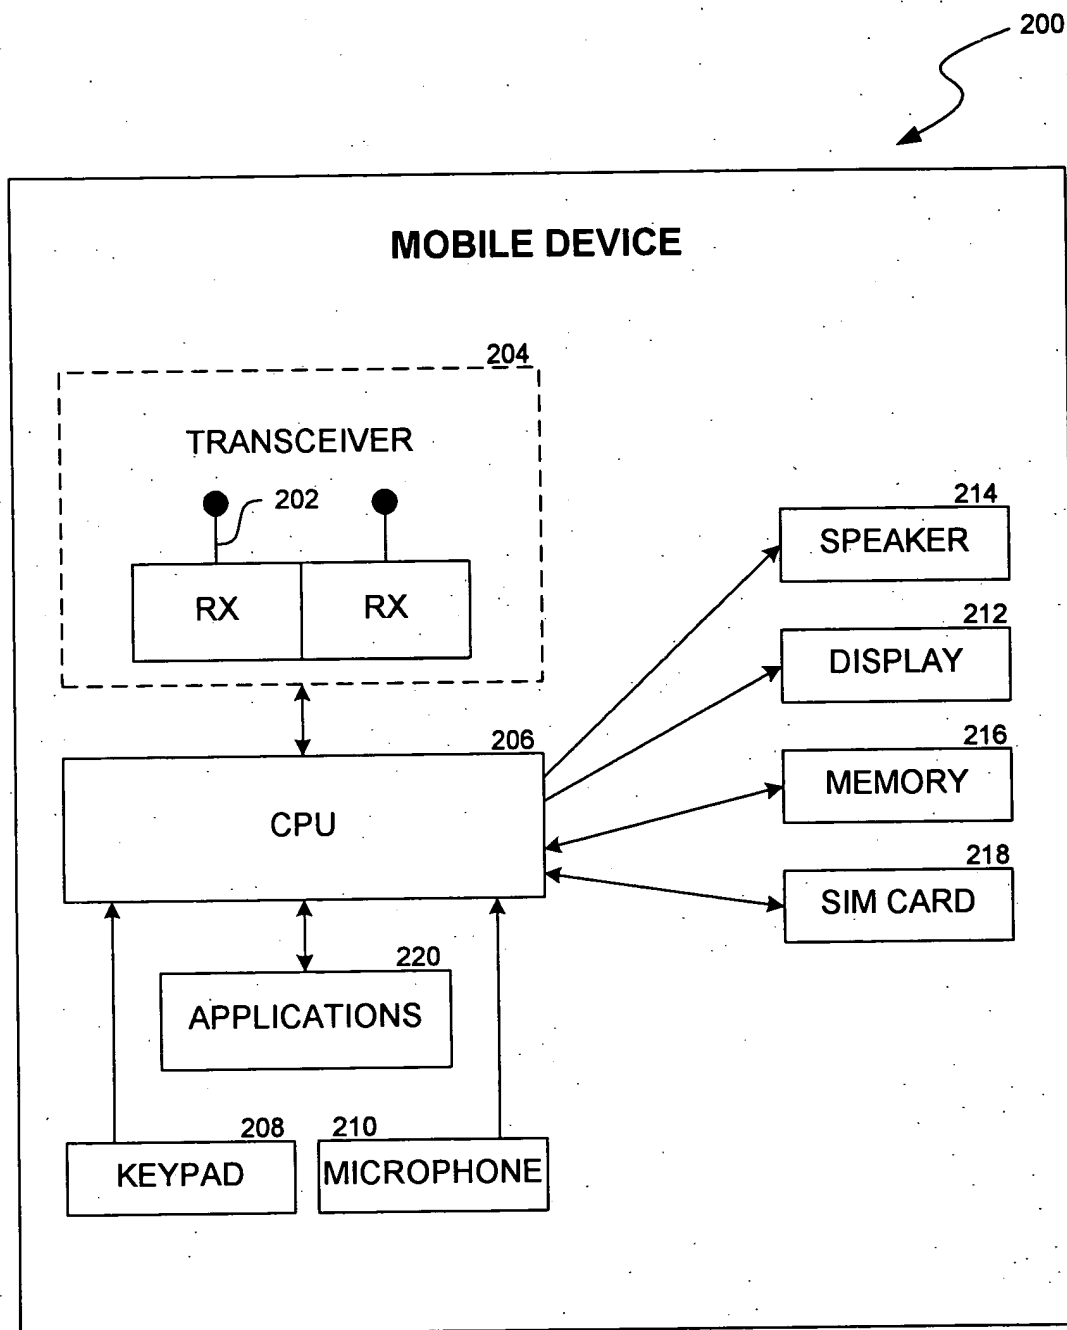 200
MOBILE DEVICE
204
TRANSCEIVER
202
RX
RX
214
SPEAKER
212
DISPLAY
206
CPU
216
MEMORY
218
SIM CARD
220
APPLICATIONS
208
KEYPAD
210
MICROPHONE